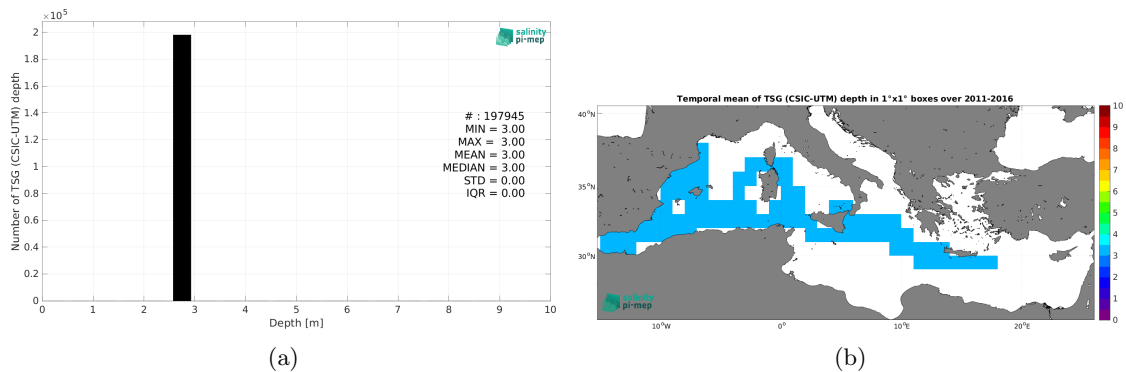 ×10^5
2
1.8
1.6
1.4
1.2
1
0.8
0.6
0.4
0.2
0
Number of TSG (CSIC-UTM) depth
salinity
pi-mep
# : 197945
MIN = 3.00
MAX = 3.00
MEAN = 3.00
MEDIAN = 3.00
STD = 0.00
IQR = 0.00
0 1 2 3 4 5 6 7 8 9 10
Depth [m]
(a)
Temporal mean of TSG (CSIC-UTM) depth in 1°x1° boxes over 2011-2016
40°N
35°N
30°N
salinity
pi-mep
10°W 0° 10°E 20°E
10
9
8
7
6
5
4
3
2
1
0
(b)